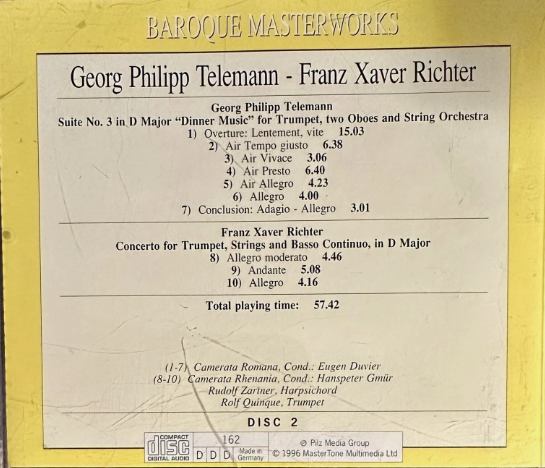 BAROQUE MASTERWORKS
Georg Philipp Telemann - Franz Xaver Richter
Georg Philipp Telemann
Suite No. 3 in D Major “Dinner Music” for Trumpet, two Oboes and String Orchestra
1) Overture: Lentement, vite 15.03
2) Air Tempo giusto 6.38
3) Air Vivace 3.06
4) Air Presto 6.40
5) Air Allegro 4.23
6) Allegro 4.00
7) Conclusion: Adagio - Allegro 3.01
Franz Xaver Richter
Concerto for Trumpet, Strings and Basso Continuo, in D Major
8) Allegro moderato 4.46
9) Andante 5.08
10) Allegro 4.16
Total playing time: 57.42
(1-7) Camerata Romana, Cond.: Eugen Duvier
(8-10) Camerata Rhenania, Cond.: Hanspeter Gmür
Rudolf Zartner, Harpsichord
Rolf Quinque, Trumpet
DISC 2
COMPACT
disc
DIGITAL AUDIO
162
D D D
Made in
Germany
℗ Pilz Media Group
© 1996 MasterTone Multimedia Ltd